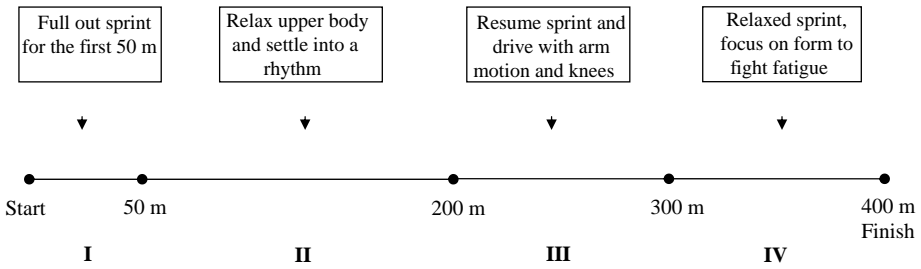 Full out sprint
for the first 50 m
Relax upper body
and settle into a
rhythm
Resume sprint and
drive with arm
motion and knees
Relaxed sprint,
focus on form to
fight fatigue
Start
50 m
200 m
300 m
400 m
Finish
I
II
III
IV